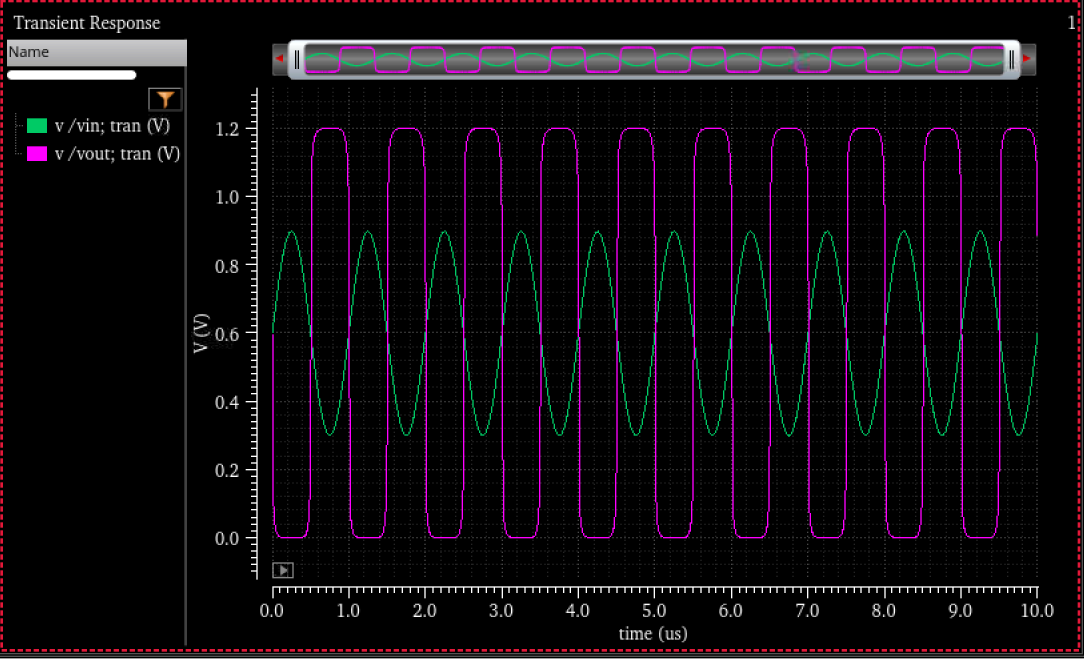 Transient Response
1
Name
v /vin; tran (V)
v /vout; tran (V)
V (V)
1.2
1.0
0.8
0.6
0.4
0.2
0.0
0.0 1.0 2.0 3.0 4.0 5.0 6.0 7.0 8.0 9.0 10.0
time (us)